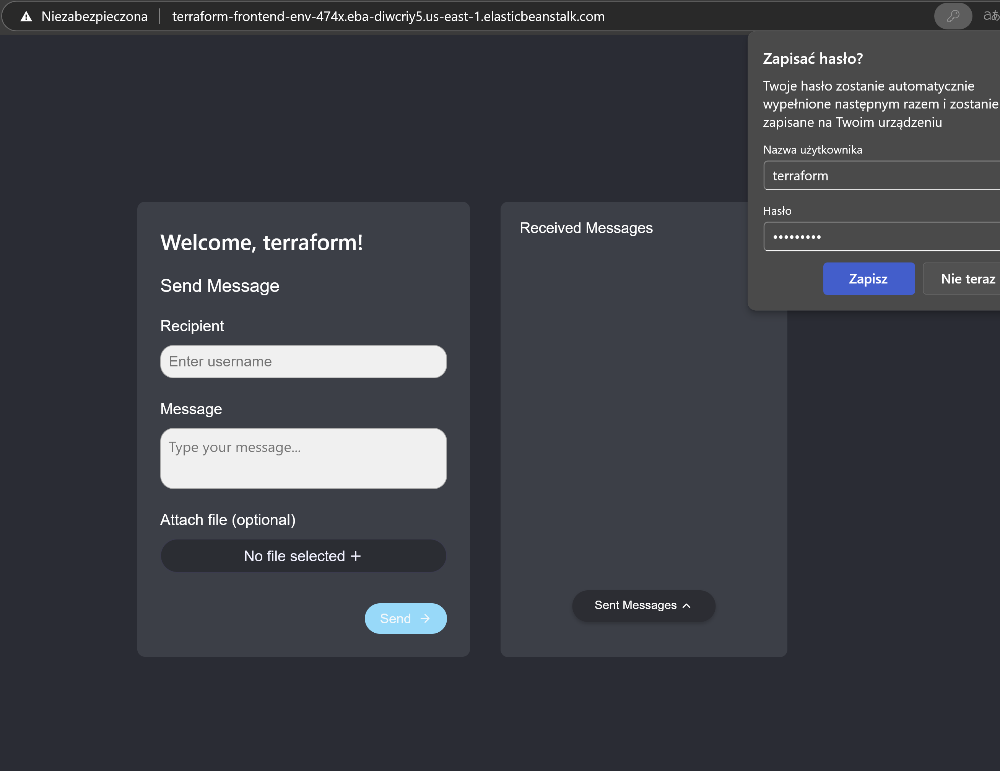 Niezabezpieczona
terraform-frontend-env-474x.eba-diwcriy5.us-east-1.elasticbeanstalk.com
aあ
Zapisać hasło?
Twoje hasło zostanie automatycznie
wypełnione następnym razem i zostanie
zapisane na Twoim urządzeniu
Nazwa użytkownika
terraform
Hasło
•••••••••
Zapisz
Nie teraz
Welcome, terraform!
Send Message
Recipient
Enter username
Message
Type your message...
Attach file (optional)
No file selected +
Send →
Received Messages
Sent Messages